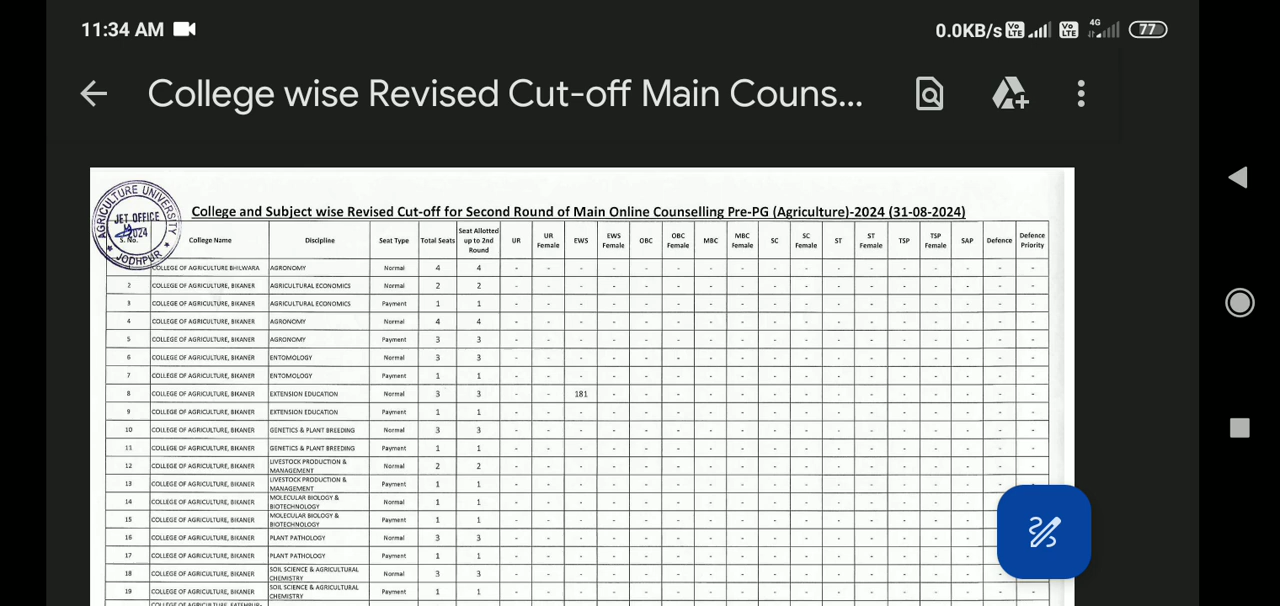 11:34 AM
0.0KB/s Vo LTE Vo LTE 4G 77
College wise Revised Cut-off Main Couns...
AGRICULTURE UNIVERSITY
JET OFFICE
2024
JODHPUR
College and Subject wise Revised Cut-off for Second Round of Main Online Counselling Pre-PG (Agriculture)-2024 (31-08-2024)
S. No. College Name Discipline Seat Type Total Seats Seat Allotted up to 2nd Round UR UR Female EWS EWS Female OBC OBC Female MBC MBC Female SC SC Female ST ST Female TSP TSP Female SAP Defence Defence Priority
1 COLLEGE OF AGRICULTURE BHILWARA AGRONOMY Normal 4 4 - - - - - - - - - - - - - - - - -
2 COLLEGE OF AGRICULTURE, BIKANER AGRICULTURAL ECONOMICS Normal 2 2 - - - - - - - - - - - - - - - - -
3 COLLEGE OF AGRICULTURE, BIKANER AGRICULTURAL ECONOMICS Payment 1 1 - - - - - - - - - - - - - - - - -
4 COLLEGE OF AGRICULTURE, BIKANER AGRONOMY Normal 4 4 - - - - - - - - - - - - - - - - -
5 COLLEGE OF AGRICULTURE, BIKANER AGRONOMY Payment 3 3 - - - - - - - - - - - - - - - - -
6 COLLEGE OF AGRICULTURE, BIKANER ENTOMOLOGY Normal 3 3 - - - - - - - - - - - - - - - - -
7 COLLEGE OF AGRICULTURE, BIKANER ENTOMOLOGY Payment 1 1 - - - - - - - - - - - - - - - - -
8 COLLEGE OF AGRICULTURE, BIKANER EXTENSION EDUCATION Normal 3 3 - - 181 - - - - - - - - - - - - - -
9 COLLEGE OF AGRICULTURE, BIKANER EXTENSION EDUCATION Payment 1 1 - - - - - - - - - - - - - - - - -
10 COLLEGE OF AGRICULTURE, BIKANER GENETICS & PLANT BREEDING Normal 3 3 - - - - - - - - - - - - - - - - -
11 COLLEGE OF AGRICULTURE, BIKANER GENETICS & PLANT BREEDING Payment 1 1 - - - - - - - - - - - - - - - - -
12 COLLEGE OF AGRICULTURE, BIKANER LIVESTOCK PRODUCTION & MANAGEMENT Normal 2 2 - - - - - - - - - - - - - - - - -
13 COLLEGE OF AGRICULTURE, BIKANER LIVESTOCK PRODUCTION & MANAGEMENT Payment 1 1 - - - - - - - - - - - - - - - - -
14 COLLEGE OF AGRICULTURE, BIKANER MOLECULAR BIOLOGY & BIOTECHNOLOGY Normal 1 1 - - - - - - - - - - - - - - -
15 COLLEGE OF AGRICULTURE, BIKANER MOLECULAR BIOLOGY & BIOTECHNOLOGY Payment 1 1 - - - - - - - - - - - - - - -
16 COLLEGE OF AGRICULTURE, BIKANER PLANT PATHOLOGY Normal 3 3 - - - - - - - - - - - - - - -
17 COLLEGE OF AGRICULTURE, BIKANER PLANT PATHOLOGY Payment 1 1 - - - - - - - - - - - - - - -
18 COLLEGE OF AGRICULTURE, BIKANER SOIL SCIENCE & AGRICULTURAL CHEMISTRY Normal 3 3 - - - - - - - - - - - - - - -
19 COLLEGE OF AGRICULTURE, BIKANER SOIL SCIENCE & AGRICULTURAL CHEMISTRY Payment 1 1 - - - - - - - - - - - - - - - - -